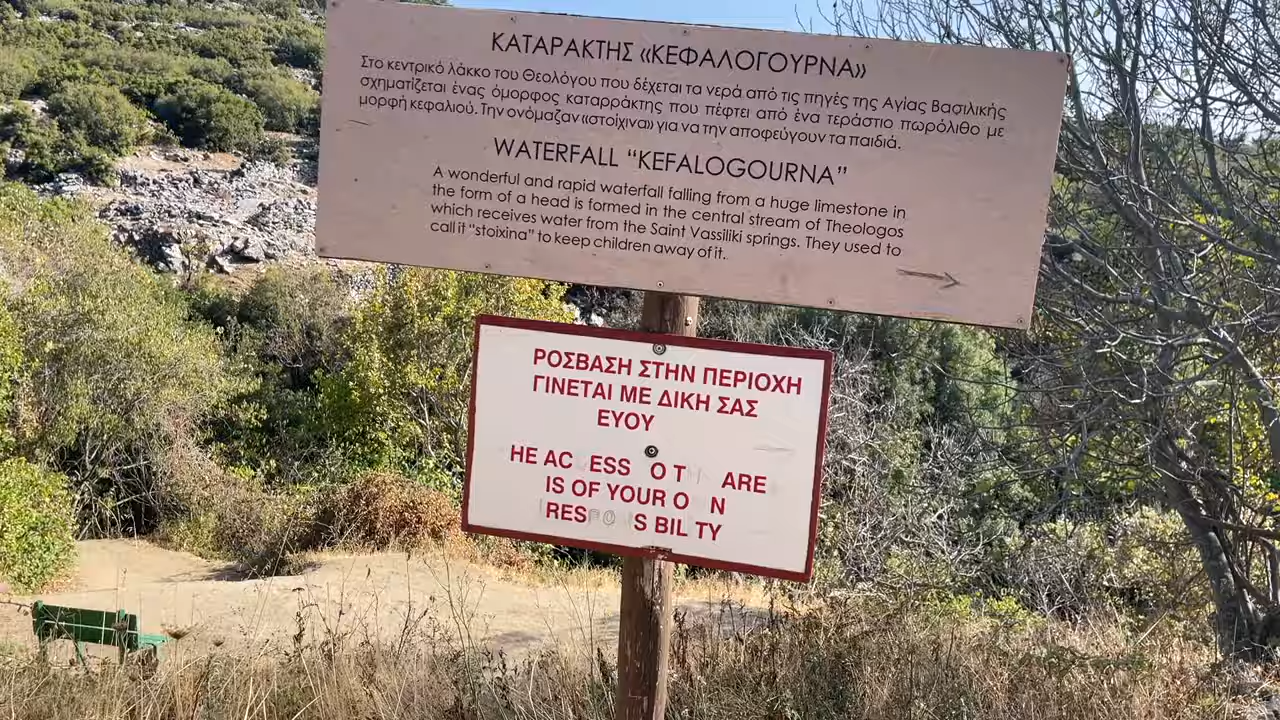 ΚΑΤΑΡΑΚΤΗΣ «ΚΕΦΑΛΟΓΟΥΡΝΑ»
Στο κεντρικό λάκκο του Θεολόγου που δέχεται τα νερά από τις πηγές της Αγίας Βασιλικής
σχηματίζεται ένας όμορφος καταρράκτης που πέφτει από ένα τεράστιο πωρόλιθο με
μορφή κεφαλιού. Την ονόμαζαν «στοίχινα» για να την αποφεύγουν τα παιδιά.
WATERFALL “KEFALOGOURNA”
A wonderful and rapid waterfall falling from a huge limestone in
the form of a head is formed in the central stream of Theologos
which receives water from the Saint Vassiliki springs. They used to
call it “stoixina” to keep children away of it.
ΡΟΣΒΑΣΗ ΣΤΗΝ ΠΕΡΙΟΧΗ
ΓΙΝΕΤΑΙ ΜΕ ΔΙΚΗ ΣΑΣ
ΕΥΟΥ
HE AC ESS O T ARE
IS OF YOUR O N
RESPO S BIL TY